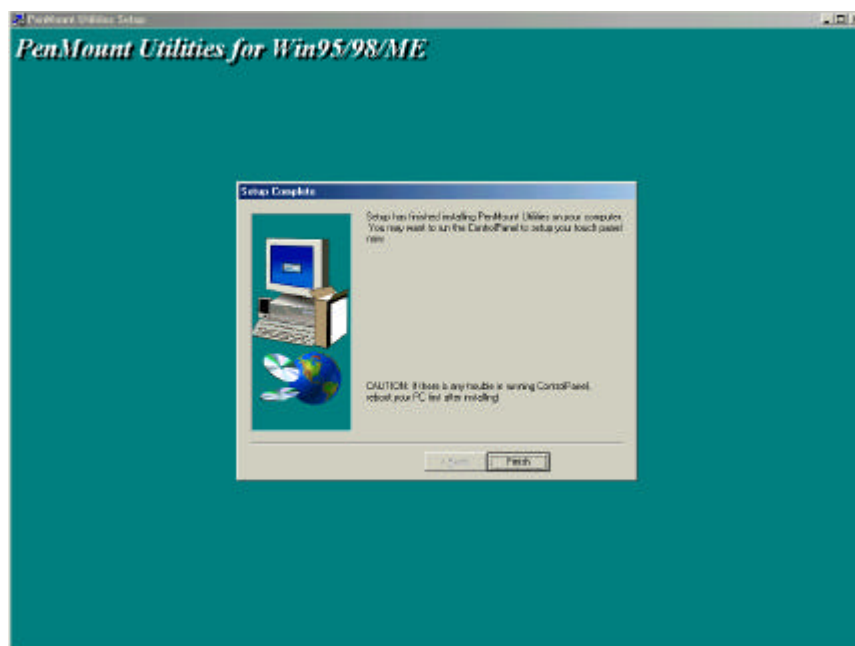 PenMount Utilities Setup
PenMount Utilities for Win95/98/ME
Setup Complete
Setup has finished installing PenMount Utilities on your computer.
You may want to run the ControlPanel to setup your touch panel
now.
CAUTION: If there is any trouble in running ControlPanel,
reboot your PC first after installing!
< Back
Finish